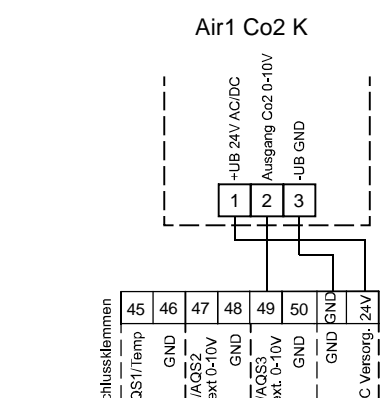 Air1 Co2 K
+UB 24V AC/DC
Ausgang Co2 0-10V
-UB GND
1 2 3
45 46 47 48 49 50 GND 24V
GND
/AQS2
ext 0-10V
GND
/AQS3
ext. 0-10V
GND
GND
Versorg.